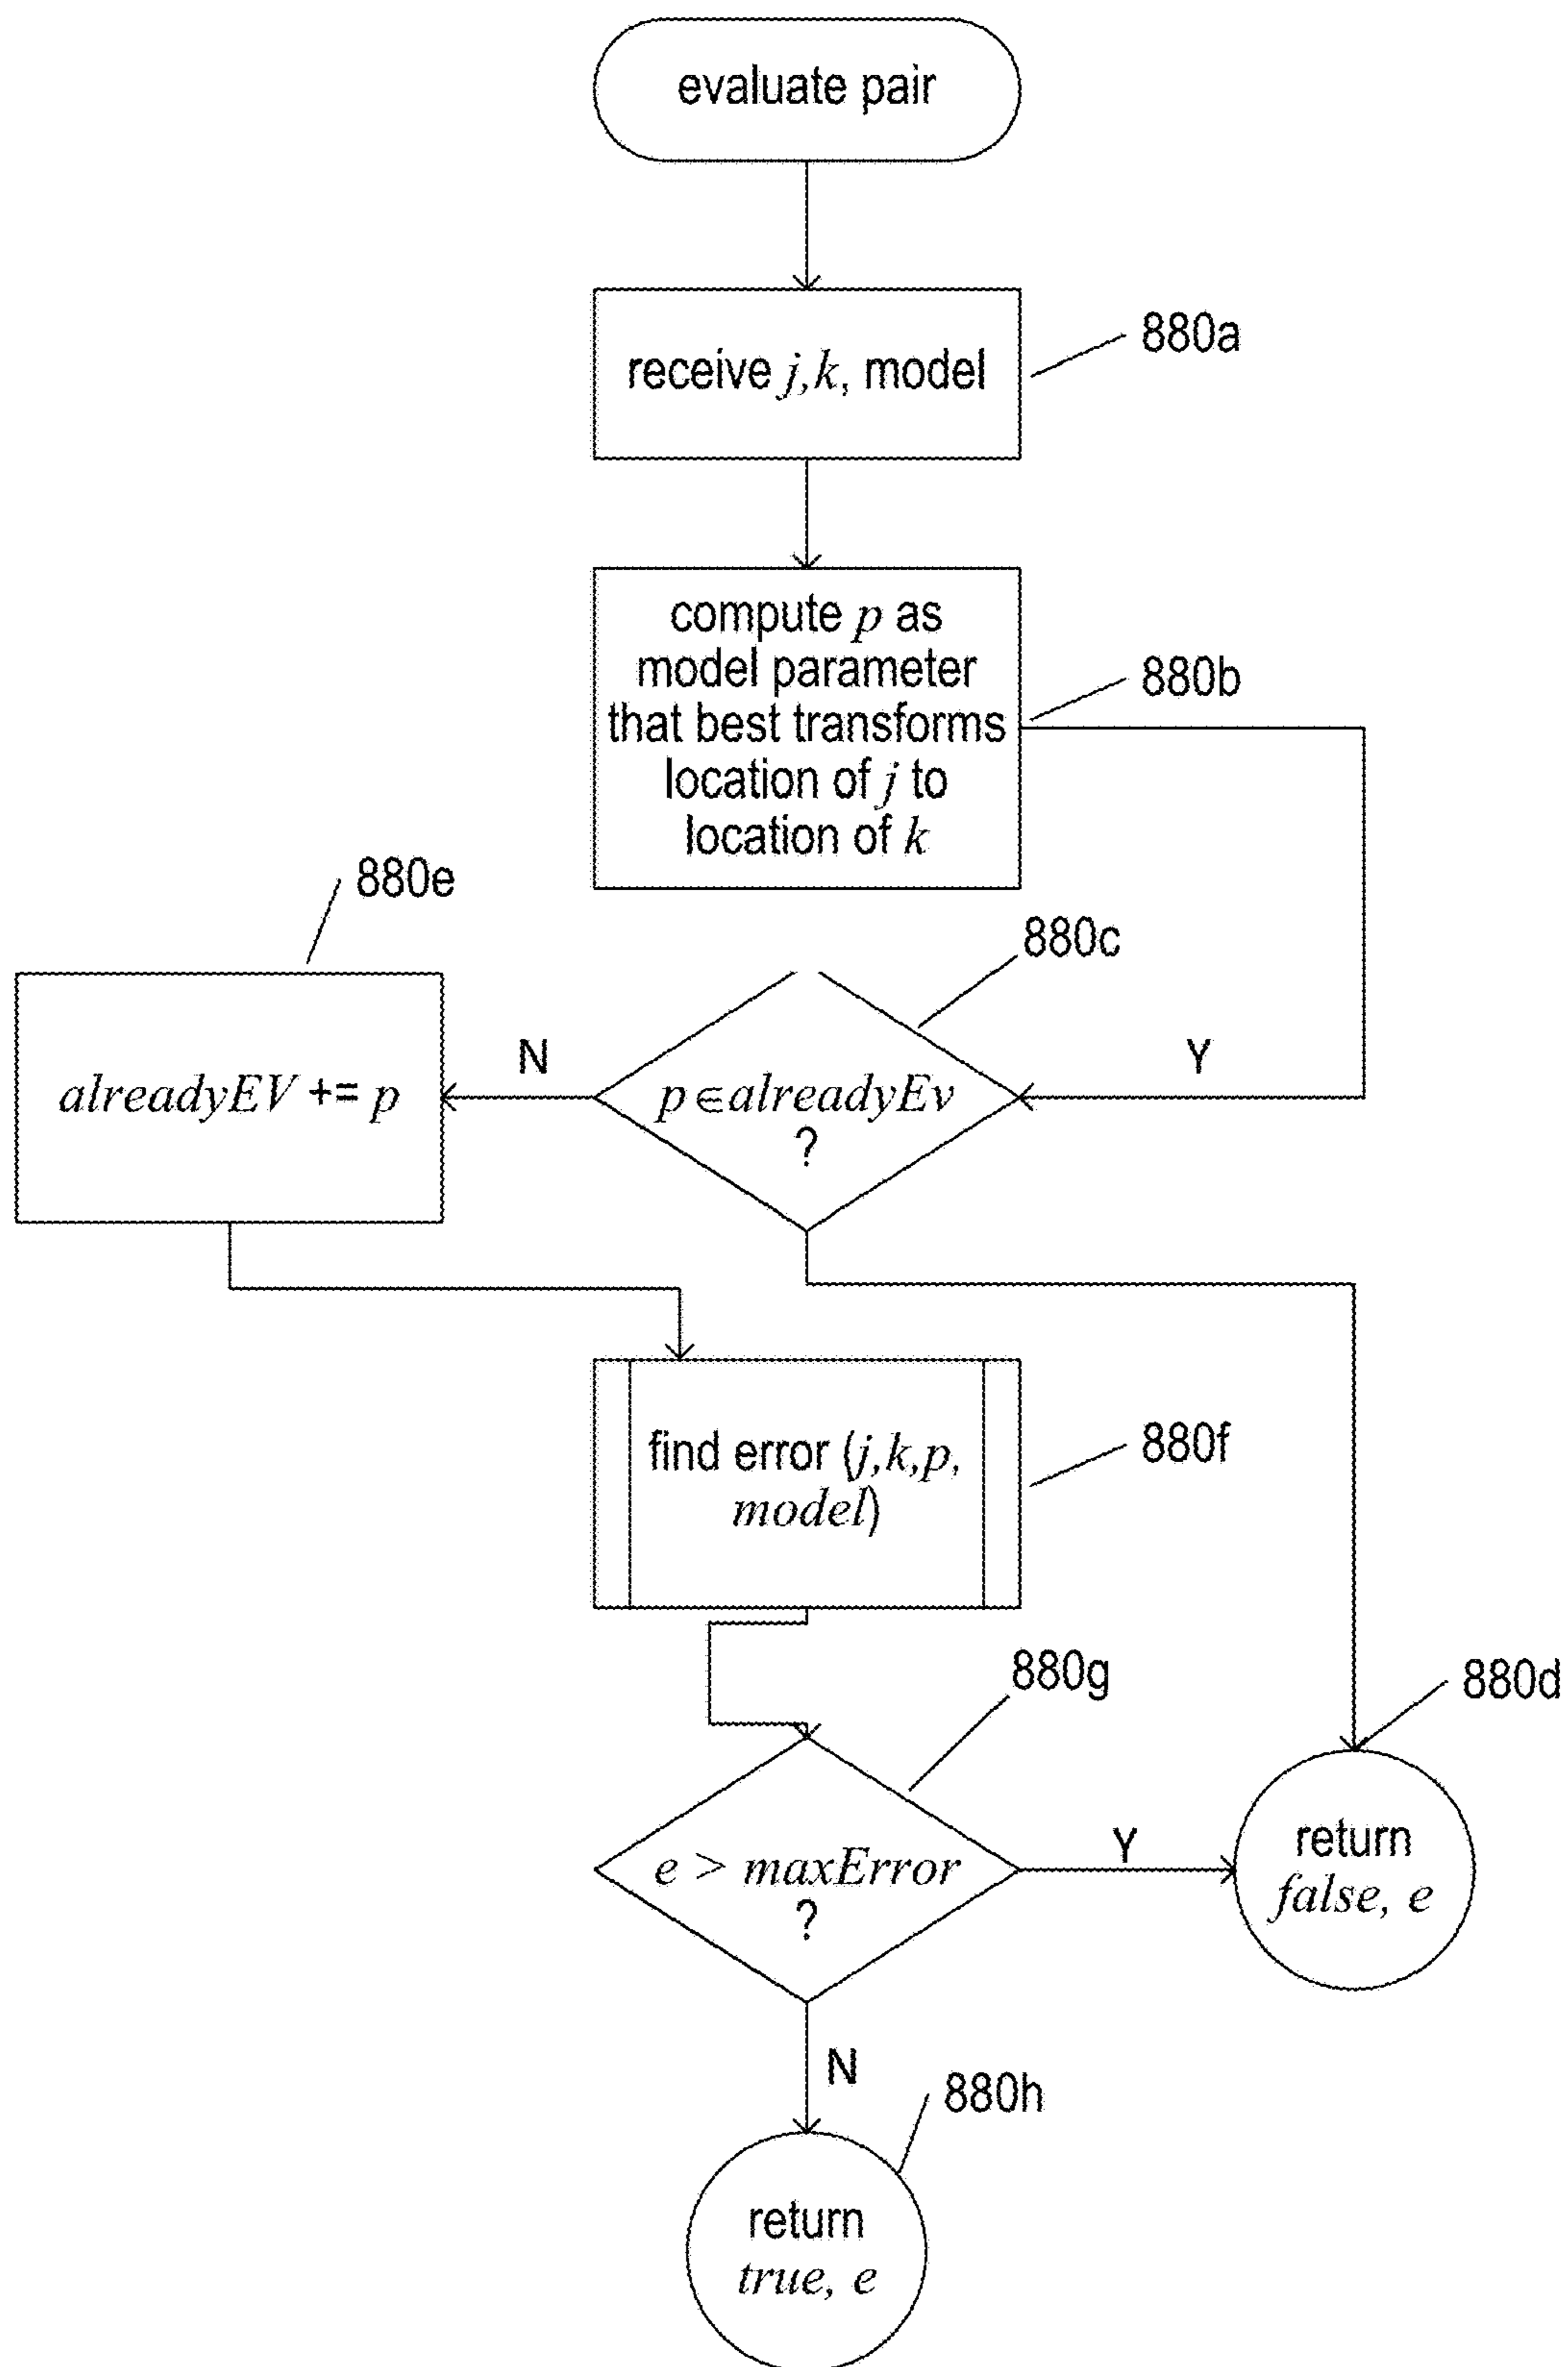 evaluate pair
receive j,k, model
880a
compute p as
model parameter
that best transforms
location of j to
location of k
880b
880e
880c
alreadyEV += p
N
p∈alreadyEv
?
Y
find error (j,k,p,
model)
880f
880g
880d
e > maxError
?
Y
return
false, e
N
880h
return
true, e